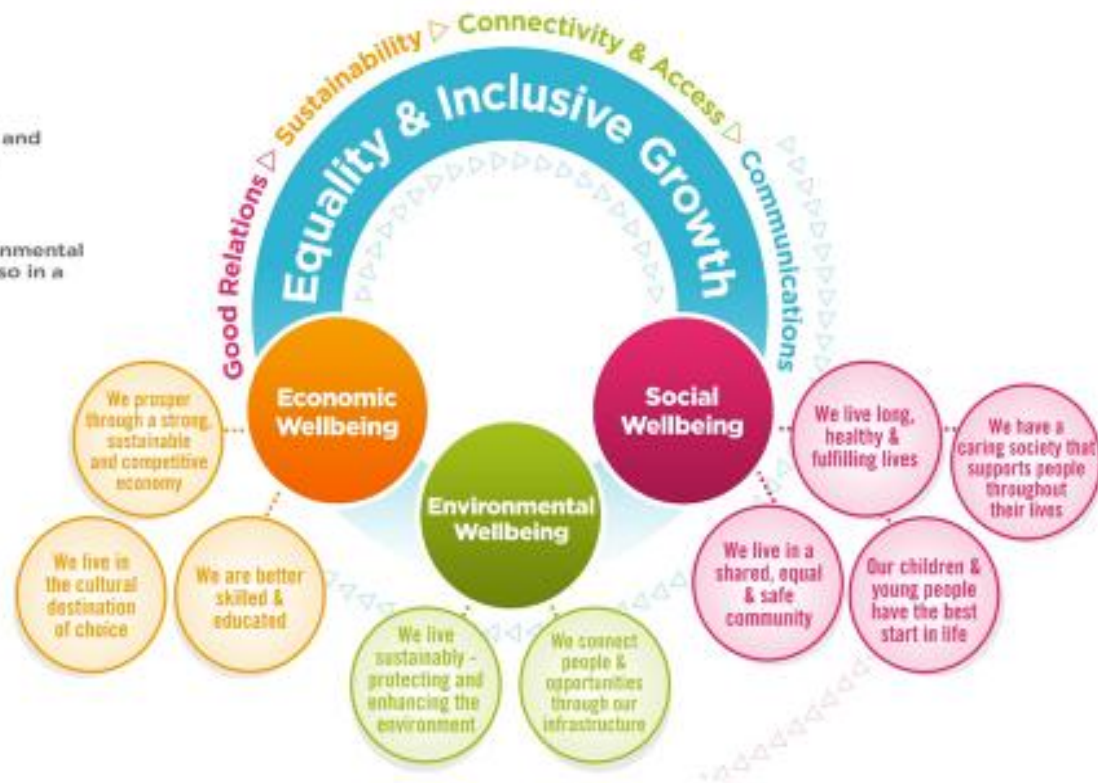 and
nmental
so in a
Good Relations
Sustainability
Connectivity & Access
Communications
Equality & Inclusive Growth
Economic
Wellbeing
Environmental
Wellbeing
Social
Wellbeing
We prosper
through a strong,
sustainable
and competitive
economy
We live in
the cultural
destination
of choice
We are better
skilled &
educated
We live
sustainably -
protecting and
enhancing the
environment
We connect
people &
opportunities
through our
infrastructure
We live long,
healthy &
fulfilling lives
We have a
caring society that
supports people
throughout
their lives
We live in a
shared, equal
& safe
community
Our children &
young people
have the best
start in life